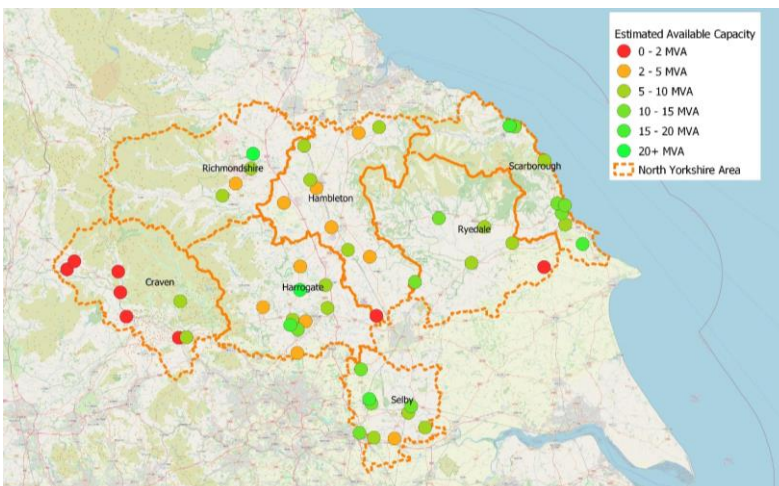 Estimated Available Capacity
0 - 2 MVA
2 - 5 MVA
5 - 10 MVA
10 - 15 MVA
15 - 20 MVA
20+ MVA
North Yorkshire Area
Richmondshire
Scarborough
Hambleton
Ryedale
Craven
Harrogate
Selby